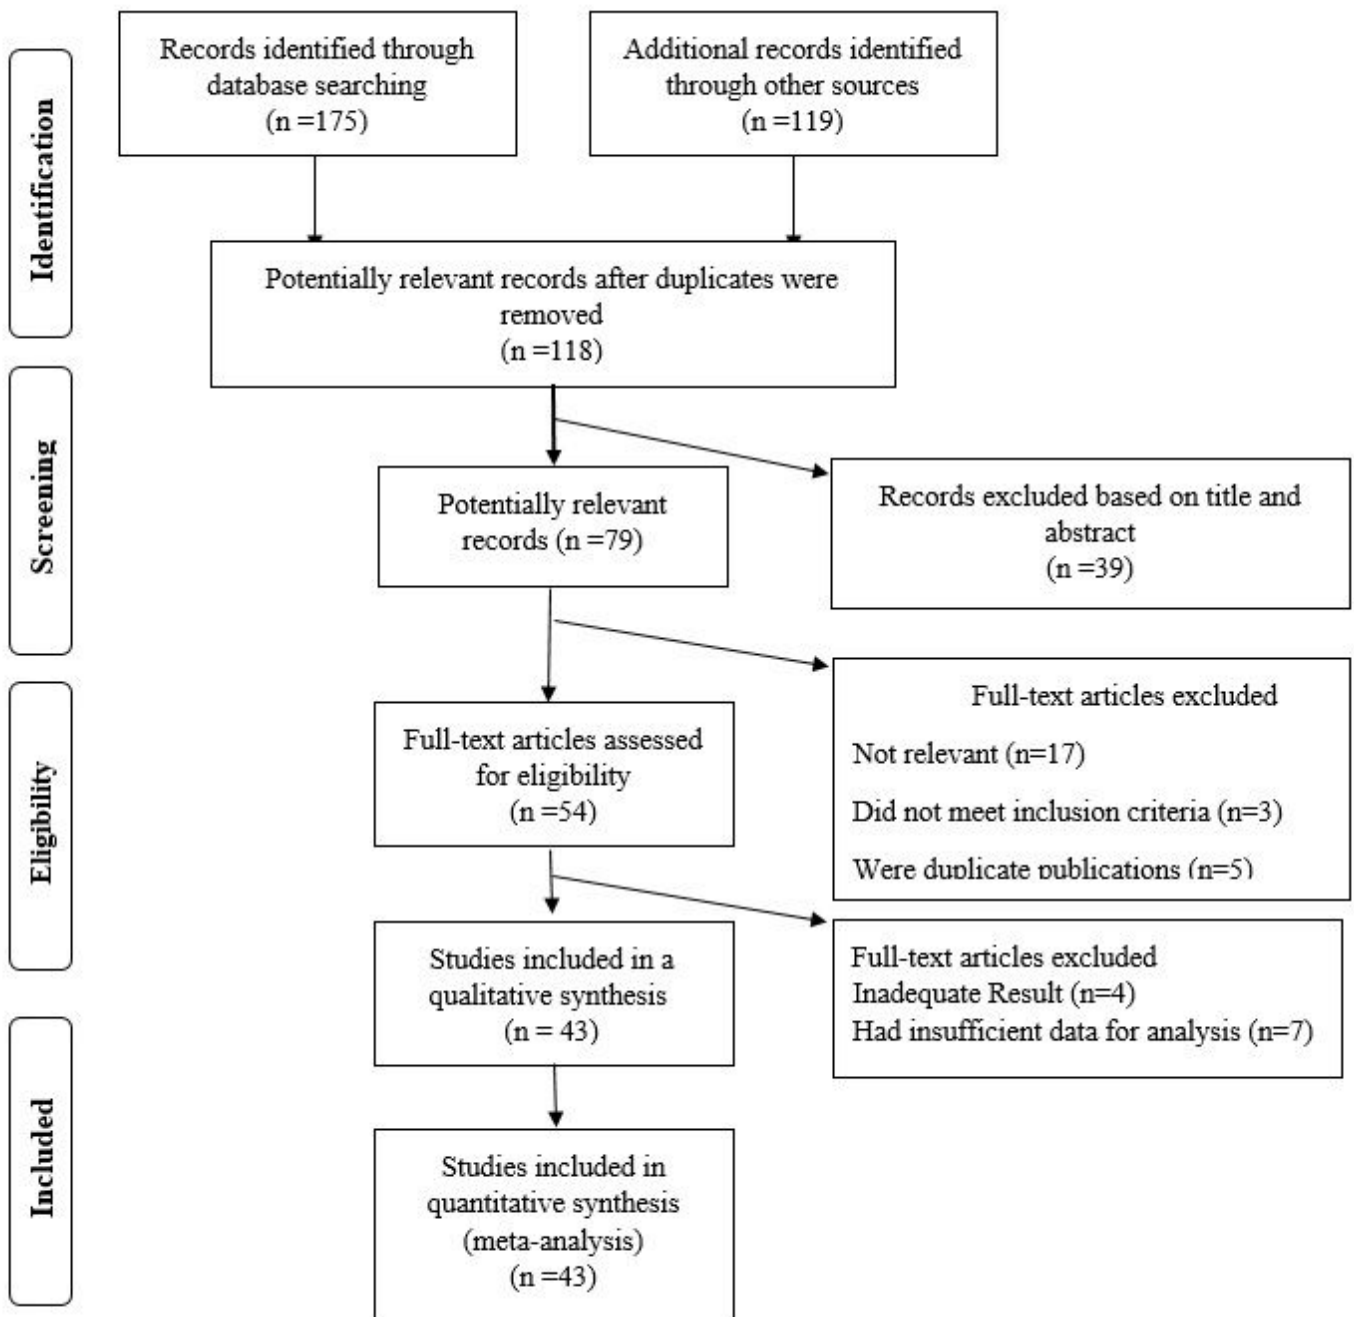 Records identified through
database searching
(n =175)
Additional records identified
through other sources
(n =119)
Identification
Potentially relevant records after duplicates were
removed
(n =118)
Screening
Potentially relevant
records (n =79)
Records excluded based on title and
abstract
(n =39)
Eligibility
Full-text articles assessed
for eligibility
(n =54)
Full-text articles excluded
Not relevant (n=17)
Did not meet inclusion criteria (n=3)
Were duplicate publications (n=5)
Studies included in a
qualitative synthesis
(n = 43)
Full-text articles excluded
Inadequate Result (n=4)
Had insufficient data for analysis (n=7)
Included
Studies included in
quantitative synthesis
(meta-analysis)
(n =43)